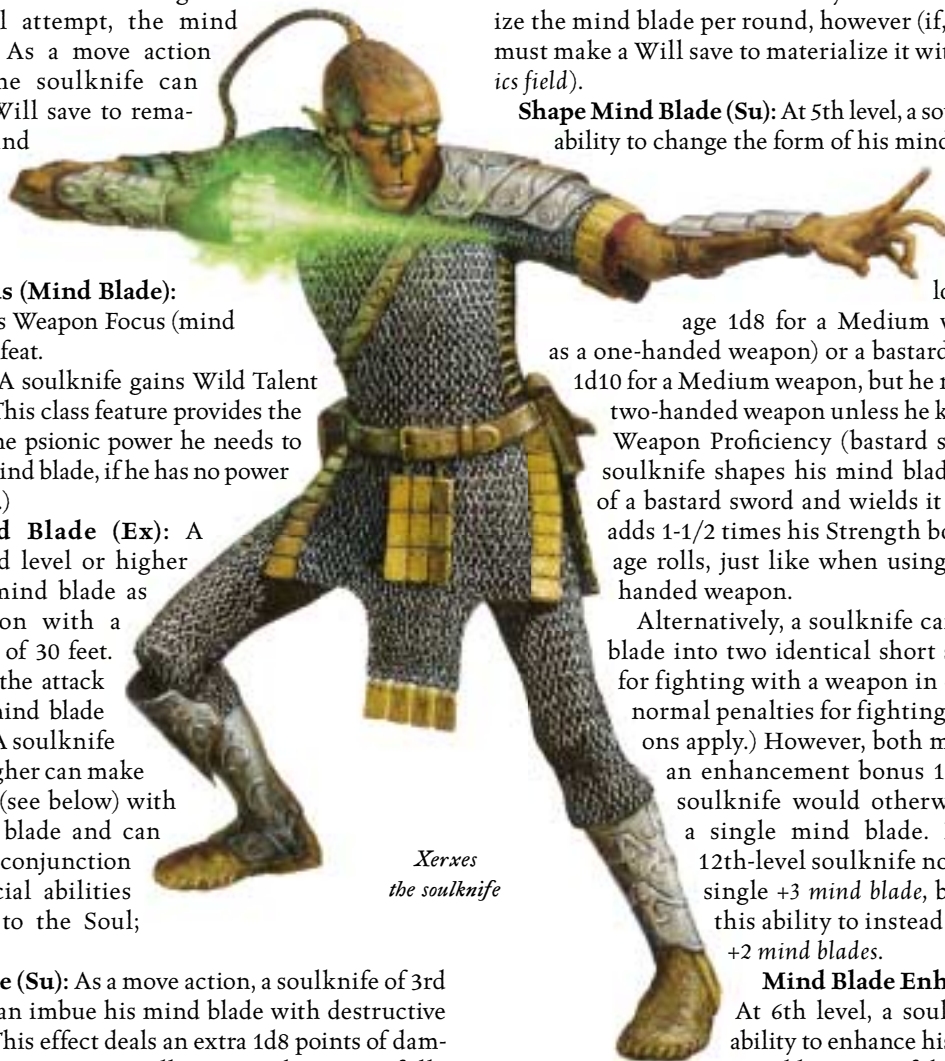 l attempt, the mind
As a move action
he soulknife can
Will save to rema-
nd
s (Mind Blade):
s Weapon Focus (mind
feat.
A soulknife gains Wild Talent
This class feature provides the
ne psionic power he needs to
ind blade, if he has no power
.)
d Blade (Ex): A
d level or higher
mind blade as
on with a
of 30 feet.
the attack
mind blade
A soulknife
gher can make
(see below) with
blade and can
conjunction
cial abilities
to the Soul;
e (Su): As a move action, a soulknife of 3rd
an imbue his mind blade with destructive
This effect deals an extra 1d8 points of dam-
Xerxes
the soulknife
ize the mind blade per round, however (if,
must make a Will save to materialize it wit
ics field).
Shape Mind Blade (Su): At 5th level, a so
ability to change the form of his mind
lo
age 1d8 for a Medium w
as a one-handed weapon) or a bastard
1d10 for a Medium weapon, but he m
two-handed weapon unless he k
Weapon Proficiency (bastard s
soulknife shapes his mind blad
of a bastard sword and wields it
adds 1-1/2 times his Strength bo
age rolls, just like when using
handed weapon.
Alternatively, a soulknife ca
blade into two identical short s
for fighting with a weapon in
normal penalties for fighting
ons apply.) However, both m
an enhancement bonus 1
soulknife would otherw
a single mind blade.
12th-level soulknife no
single +3 mind blade, b
this ability to instead
+2 mind blades.
Mind Blade Enh
At 6th level, a soul
ability to enhance his